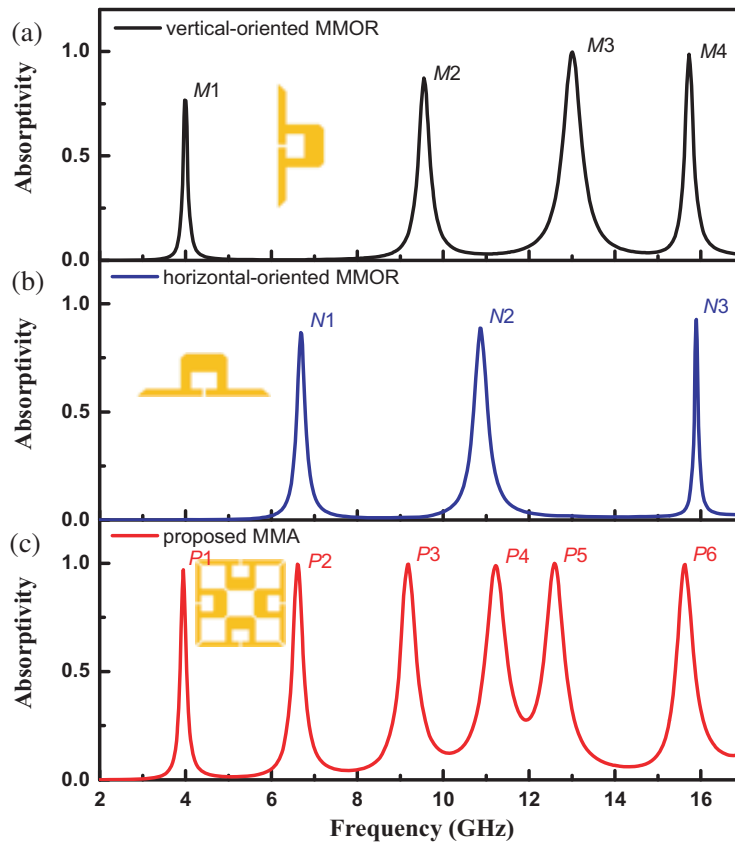 (a)
vertical-oriented MMOR
Absorptivity
1.0
0.5
0.0
M1
M2
M3
M4
(b)
horizontal-oriented MMOR
Absorptivity
1.0
0.5
0.0
N1
N2
N3
(c)
proposed MMA
Absorptivity
1.0
0.5
0.0
P1
P2
P3
P4
P5
P6
2 4 6 8 10 12 14 16
Frequency (GHz)